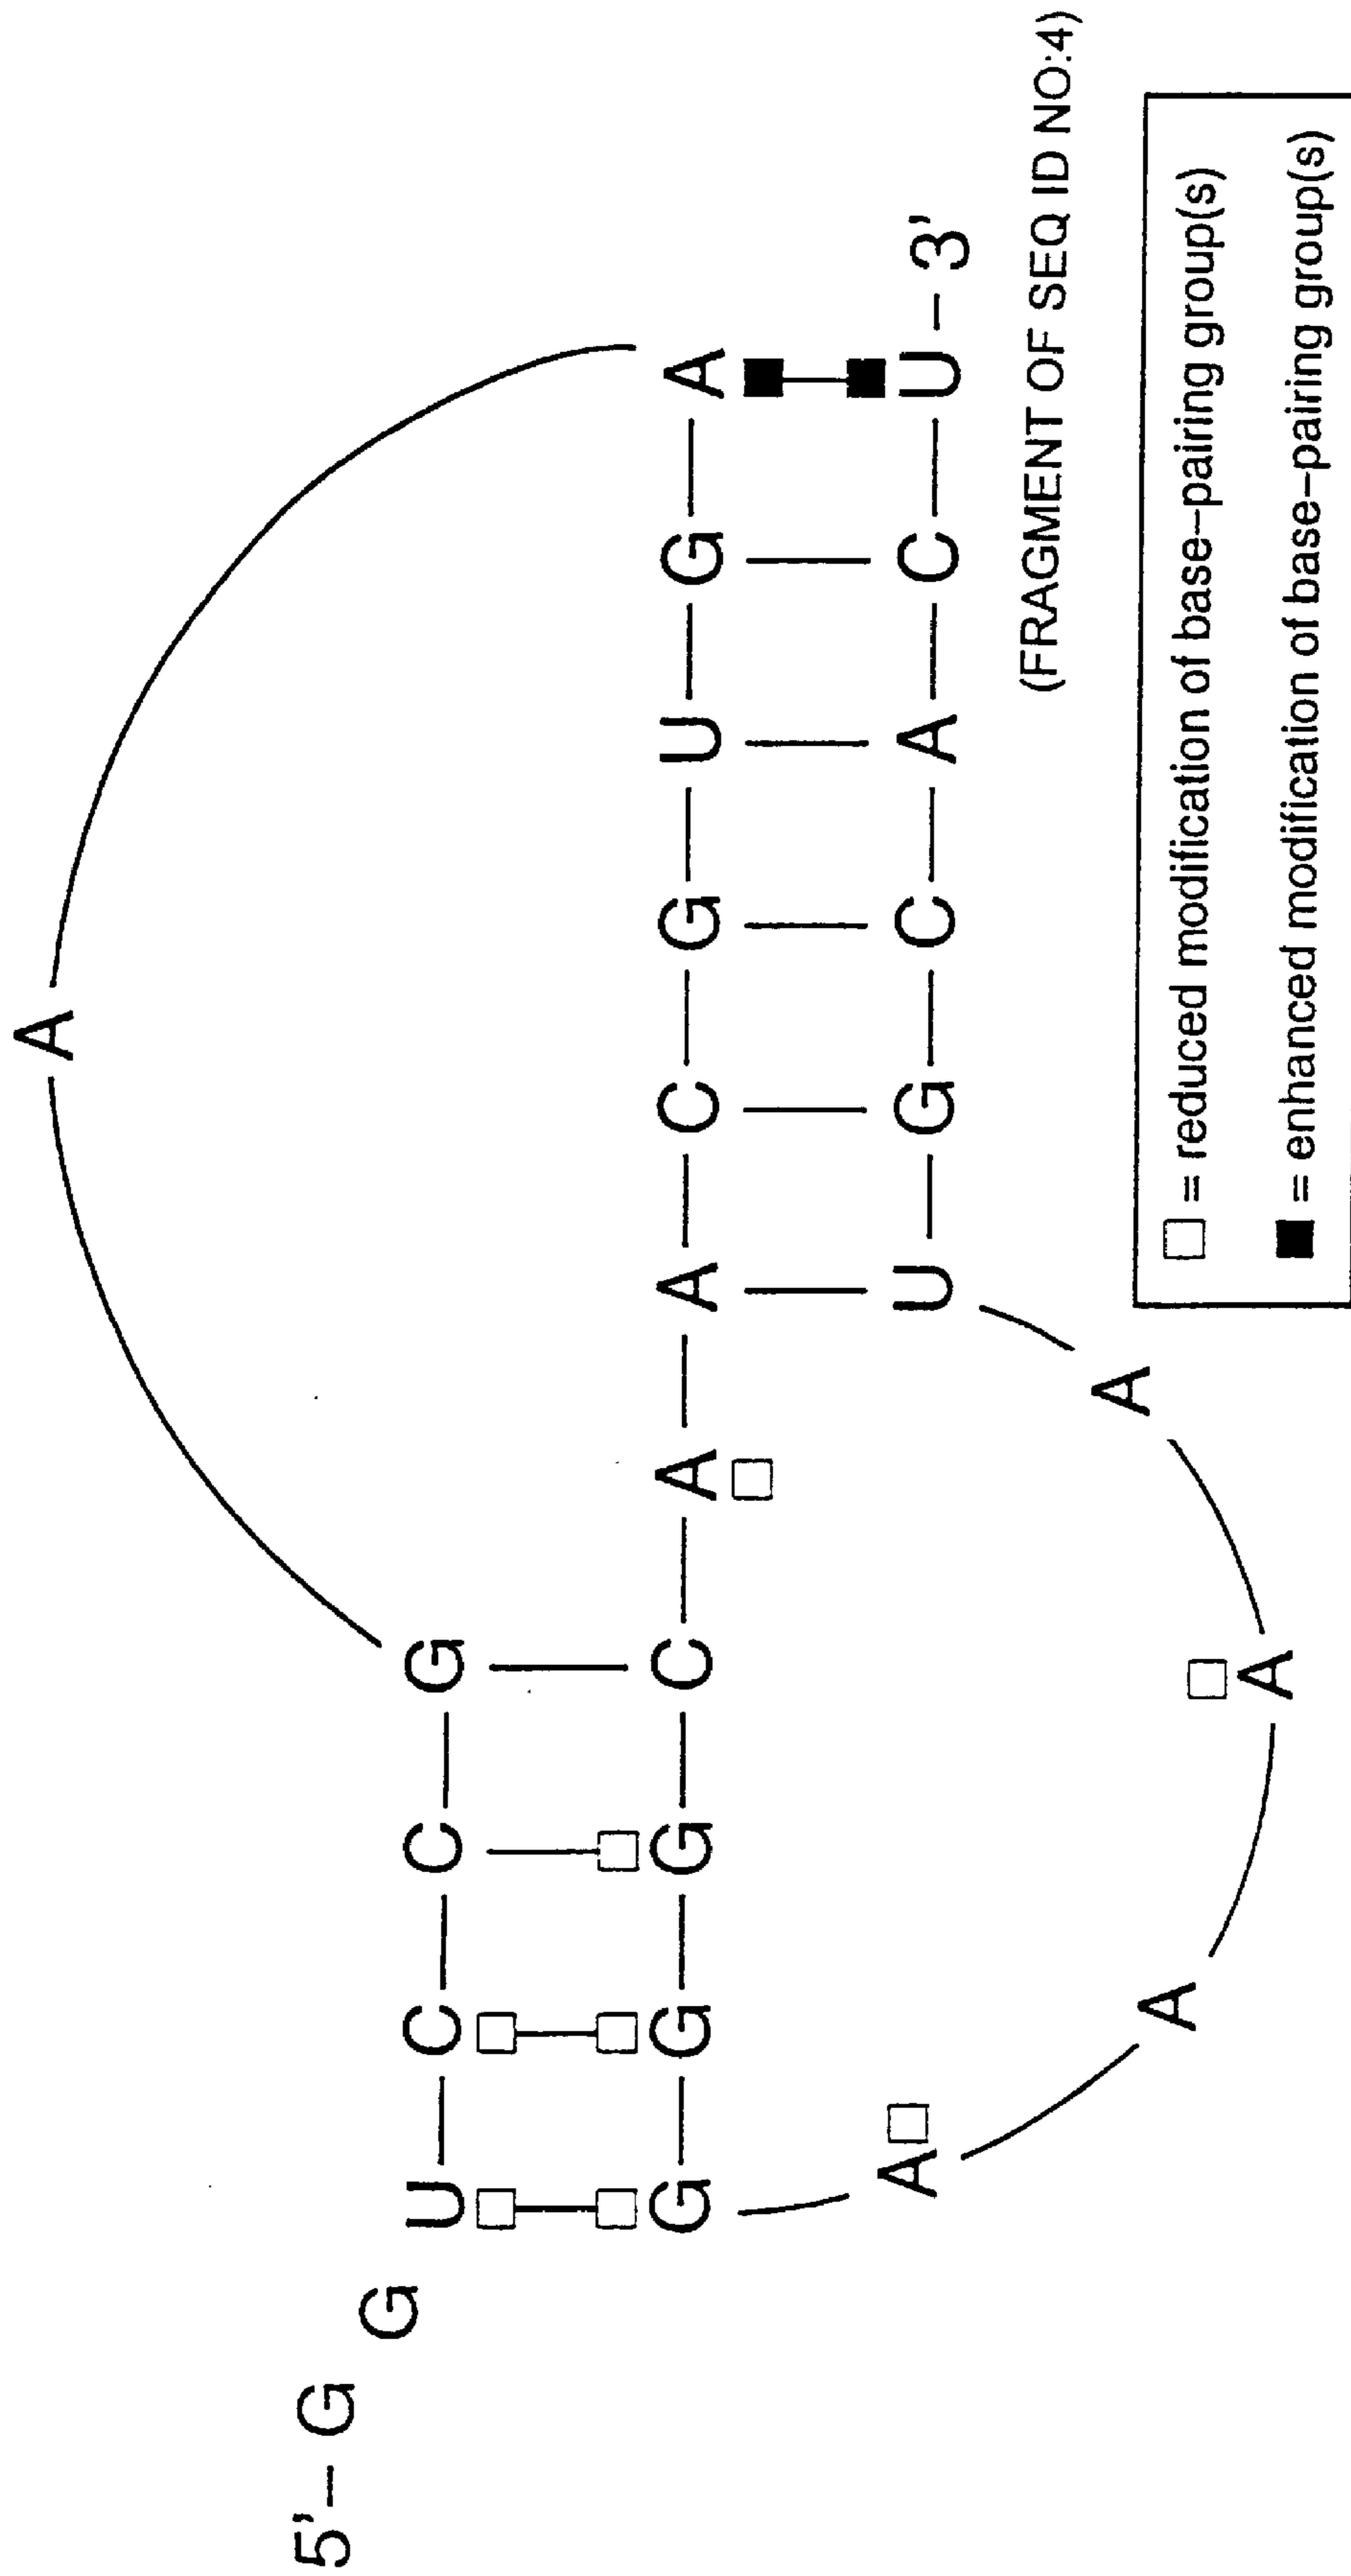 A
5'– G G U – C – C – G
G – G – G – C – A – A – C – G – U – G – A
A A A A U – G – C – A – C – C – U – 3'
(FRAGMENT OF SEQ ID NO:4)
□ = reduced modification of base–pairing group(s)
■ = enhanced modification of base–pairing group(s)